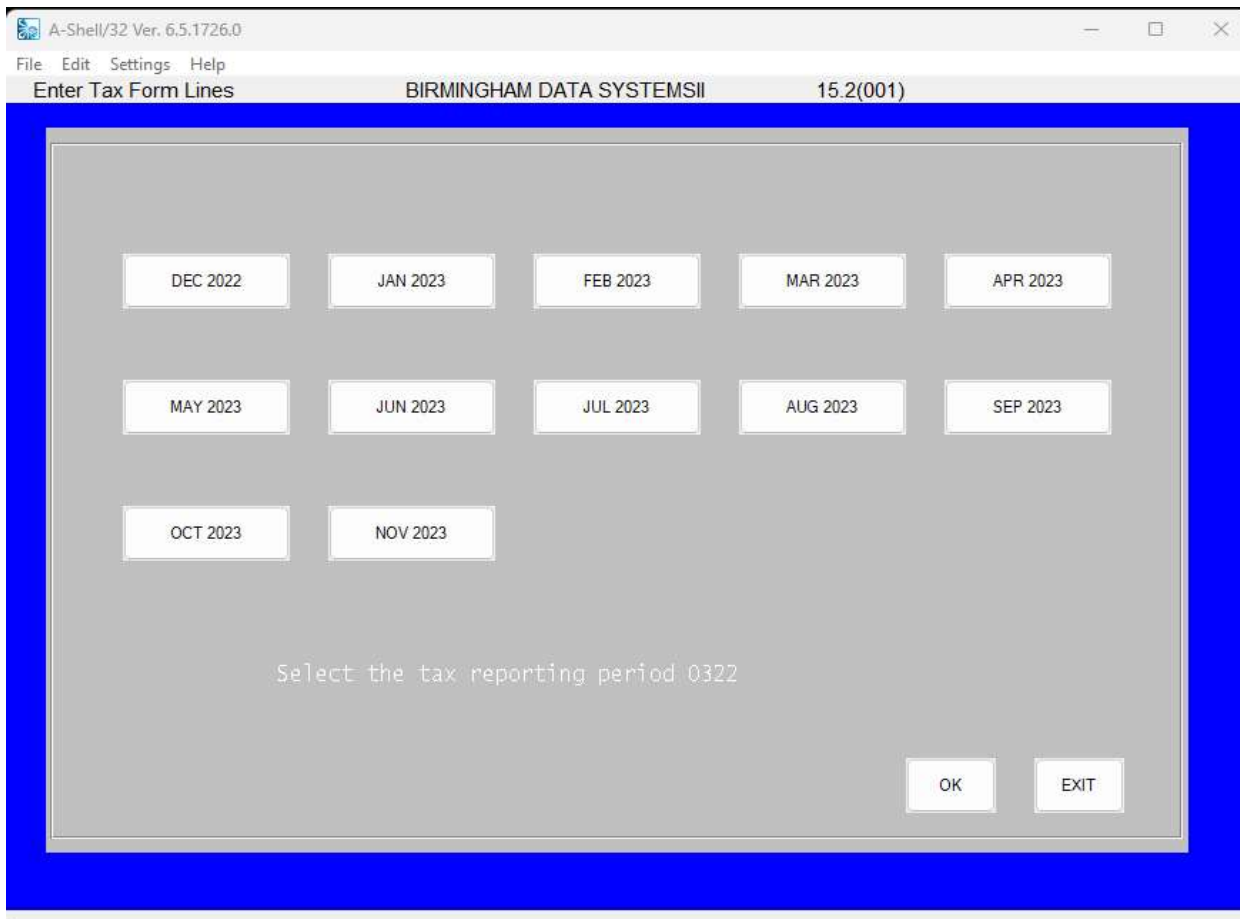 A-Shell/32 Ver. 6.5.1726.0
File Edit Settings Help
Enter Tax Form Lines BIRMINGHAM DATA SYSTEMSII 15.2(001)
DEC 2022 JAN 2023 FEB 2023 MAR 2023 APR 2023
MAY 2023 JUN 2023 JUL 2023 AUG 2023 SEP 2023
OCT 2023 NOV 2023
Select the tax reporting period 0322
OK EXIT